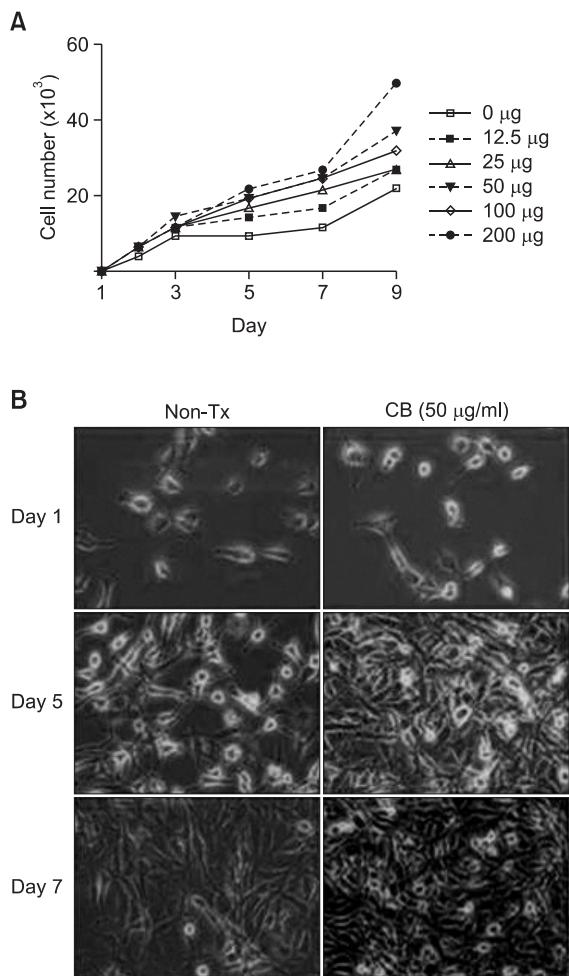 A
60
40
20
Cell number (x10³)
1 3 5 7 9
Day
0 μg
12.5 μg
25 μg
50 μg
100 μg
200 μg
B
Non-Tx CB (50 μg/ml)
Day 1
Day 5
Day 7